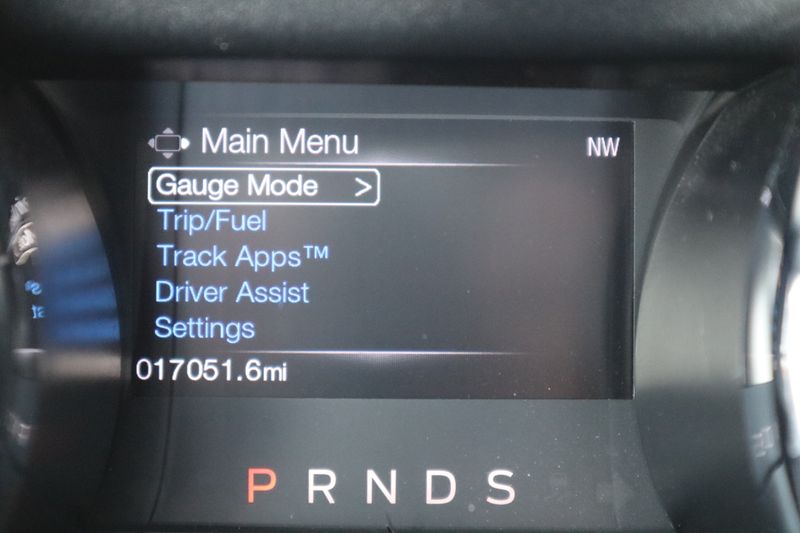 Main Menu NW
Gauge Mode >
Trip/Fuel
Track Apps™
Driver Assist
Settings
017051.6mi
P R N D S